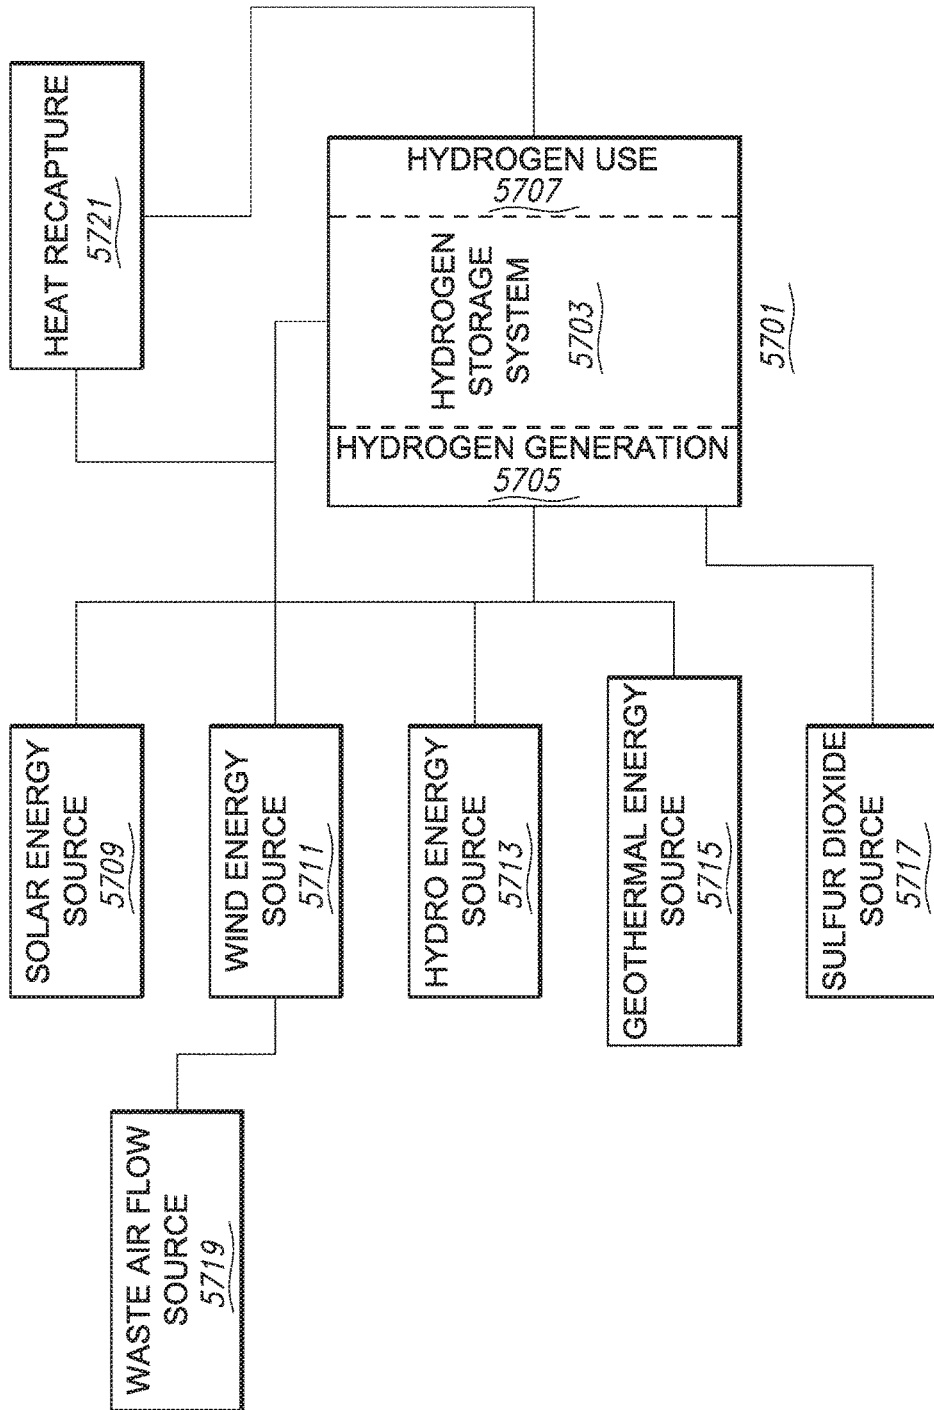 WASTE AIR FLOW
SOURCE
5719
SOLAR ENERGY
SOURCE
5709
WIND ENERGY
SOURCE
5711
HYDRO ENERGY
SOURCE
5713
GEOTHERMAL ENERGY
SOURCE
5715
SULFUR DIOXIDE
SOURCE
5717
HEAT RECAPTURE
5721
HYDROGEN GENERATION
5705
HYDROGEN
STORAGE
SYSTEM
5703
HYDROGEN USE
5707
5701